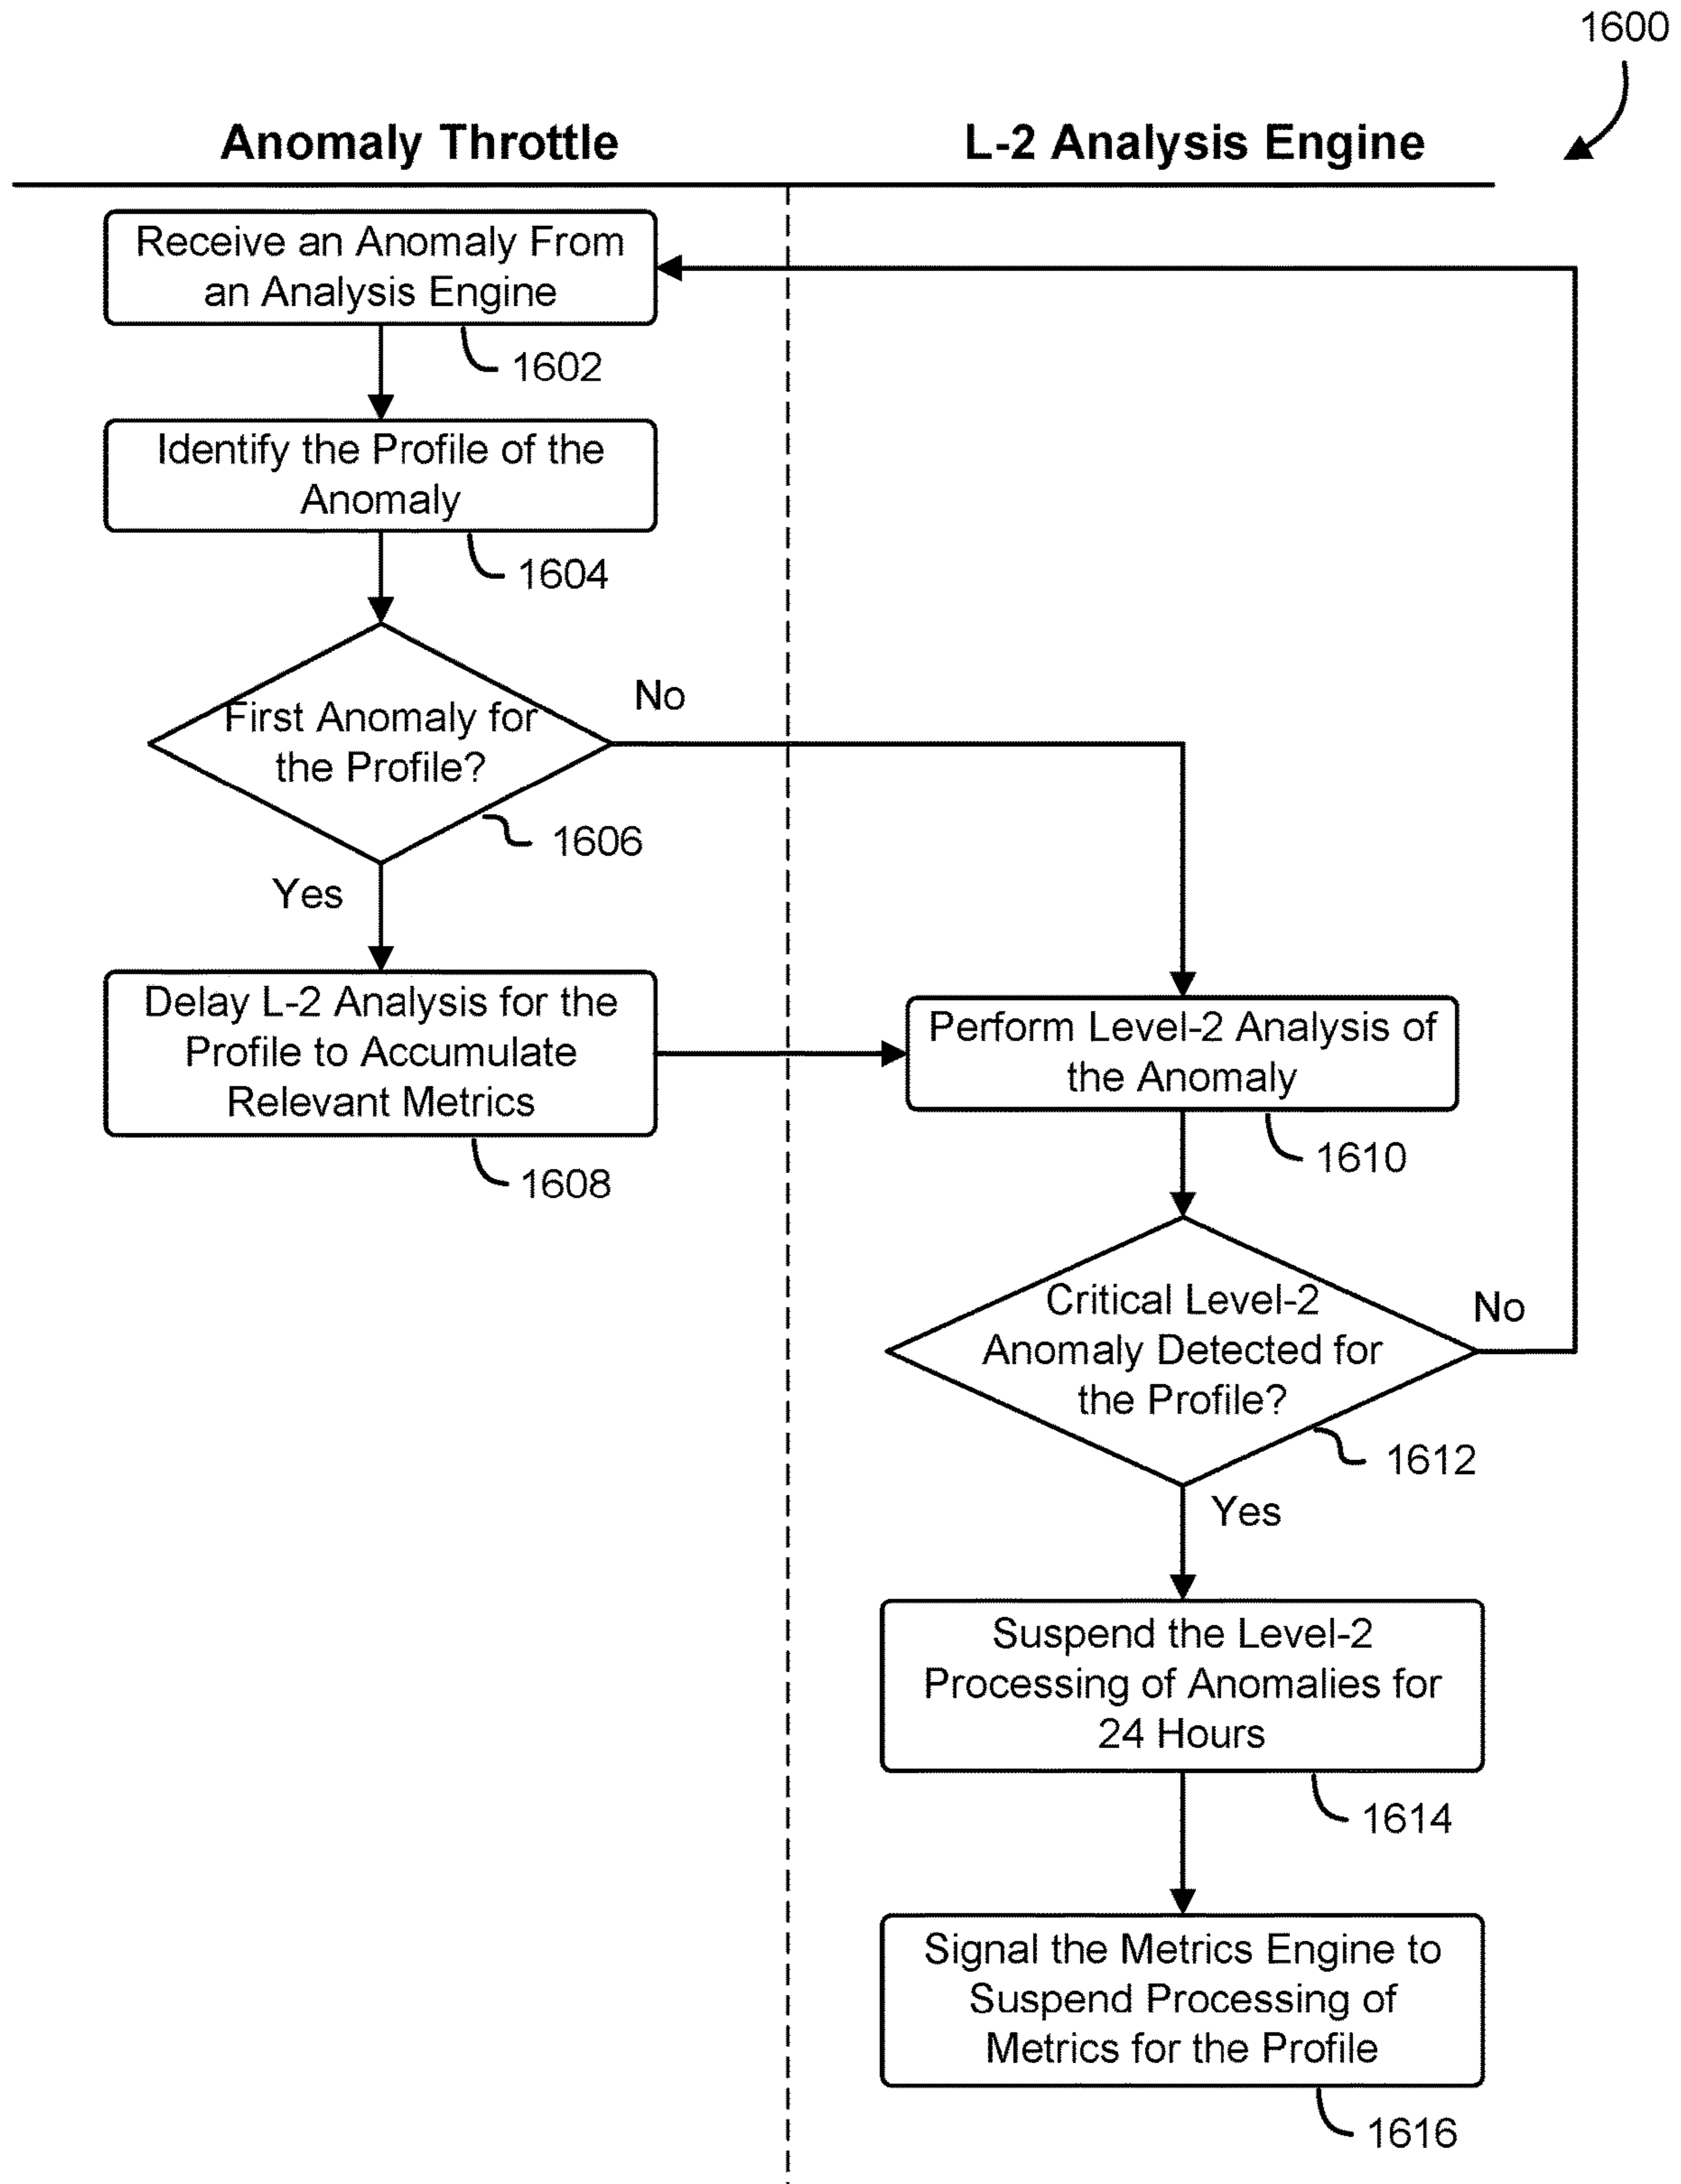 1600
Anomaly Throttle
L-2 Analysis Engine
Receive an Anomaly From
an Analysis Engine
1602
Identify the Profile of the
Anomaly
1604
First Anomaly for
the Profile?
No
1606
Yes
Delay L-2 Analysis for the
Profile to Accumulate
Relevant Metrics
1608
Perform Level-2 Analysis of
the Anomaly
1610
Critical Level-2
Anomaly Detected for
the Profile?
No
1612
Yes
Suspend the Level-2
Processing of Anomalies for
24 Hours
1614
Signal the Metrics Engine to
Suspend Processing of
Metrics for the Profile
1616